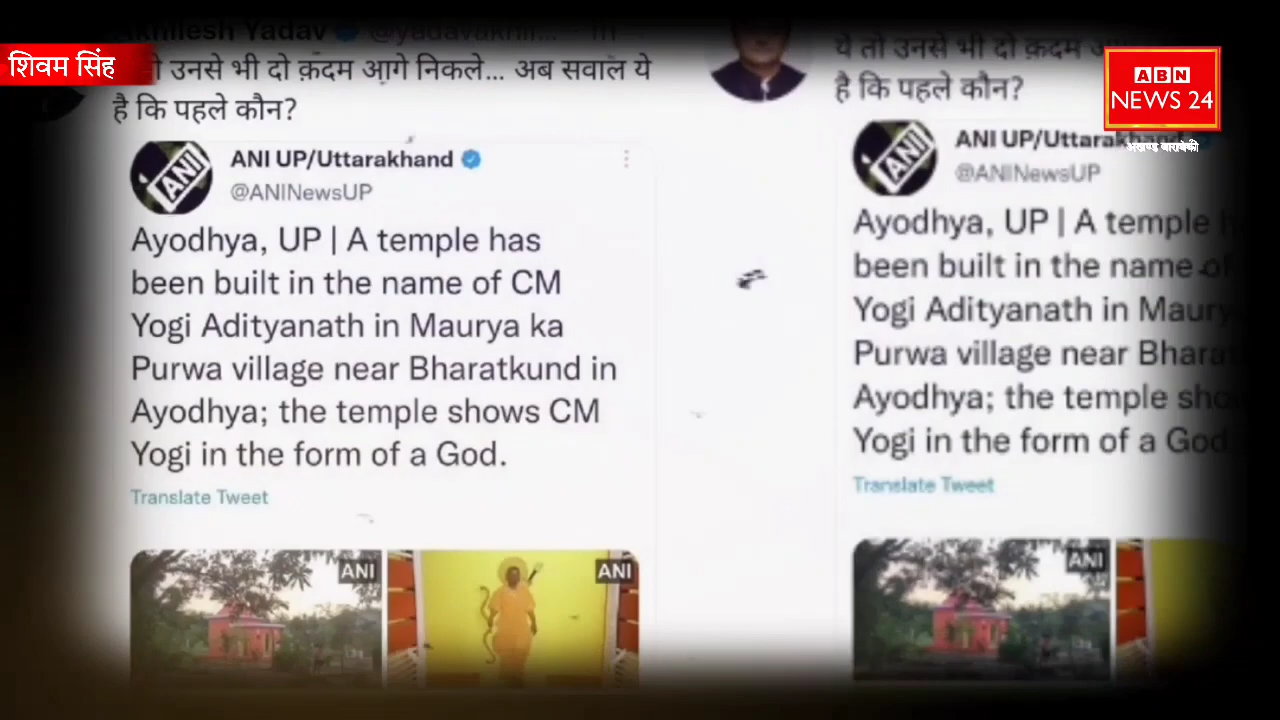 Akhilesh Yadav
शिवम सिंह
उनसे भी दो क़दम आगे निकले... अब सवाल ये
है कि पहले कौन?
ANI UP/Uttarakhand
@ANINewsUP
Ayodhya, UP | A temple has
been built in the name of CM
Yogi Adityanath in Maurya ka
Purwa village near Bharatkund in
Ayodhya; the temple shows CM
Yogi in the form of a God.
Translate Tweet
ANI
ANI
ये तो उनसे भी दो क़दम
है कि पहले कौन?
ANI UP/Uttarakhand
@ANINewsUP
Ayodhya, UP | A temple
been built in the name of
Yogi Adityanath in
Purwa village near
Ayodhya; the temple
Yogi in the form of a God
Translate Tweet
ANI
ABN
NEWS 24